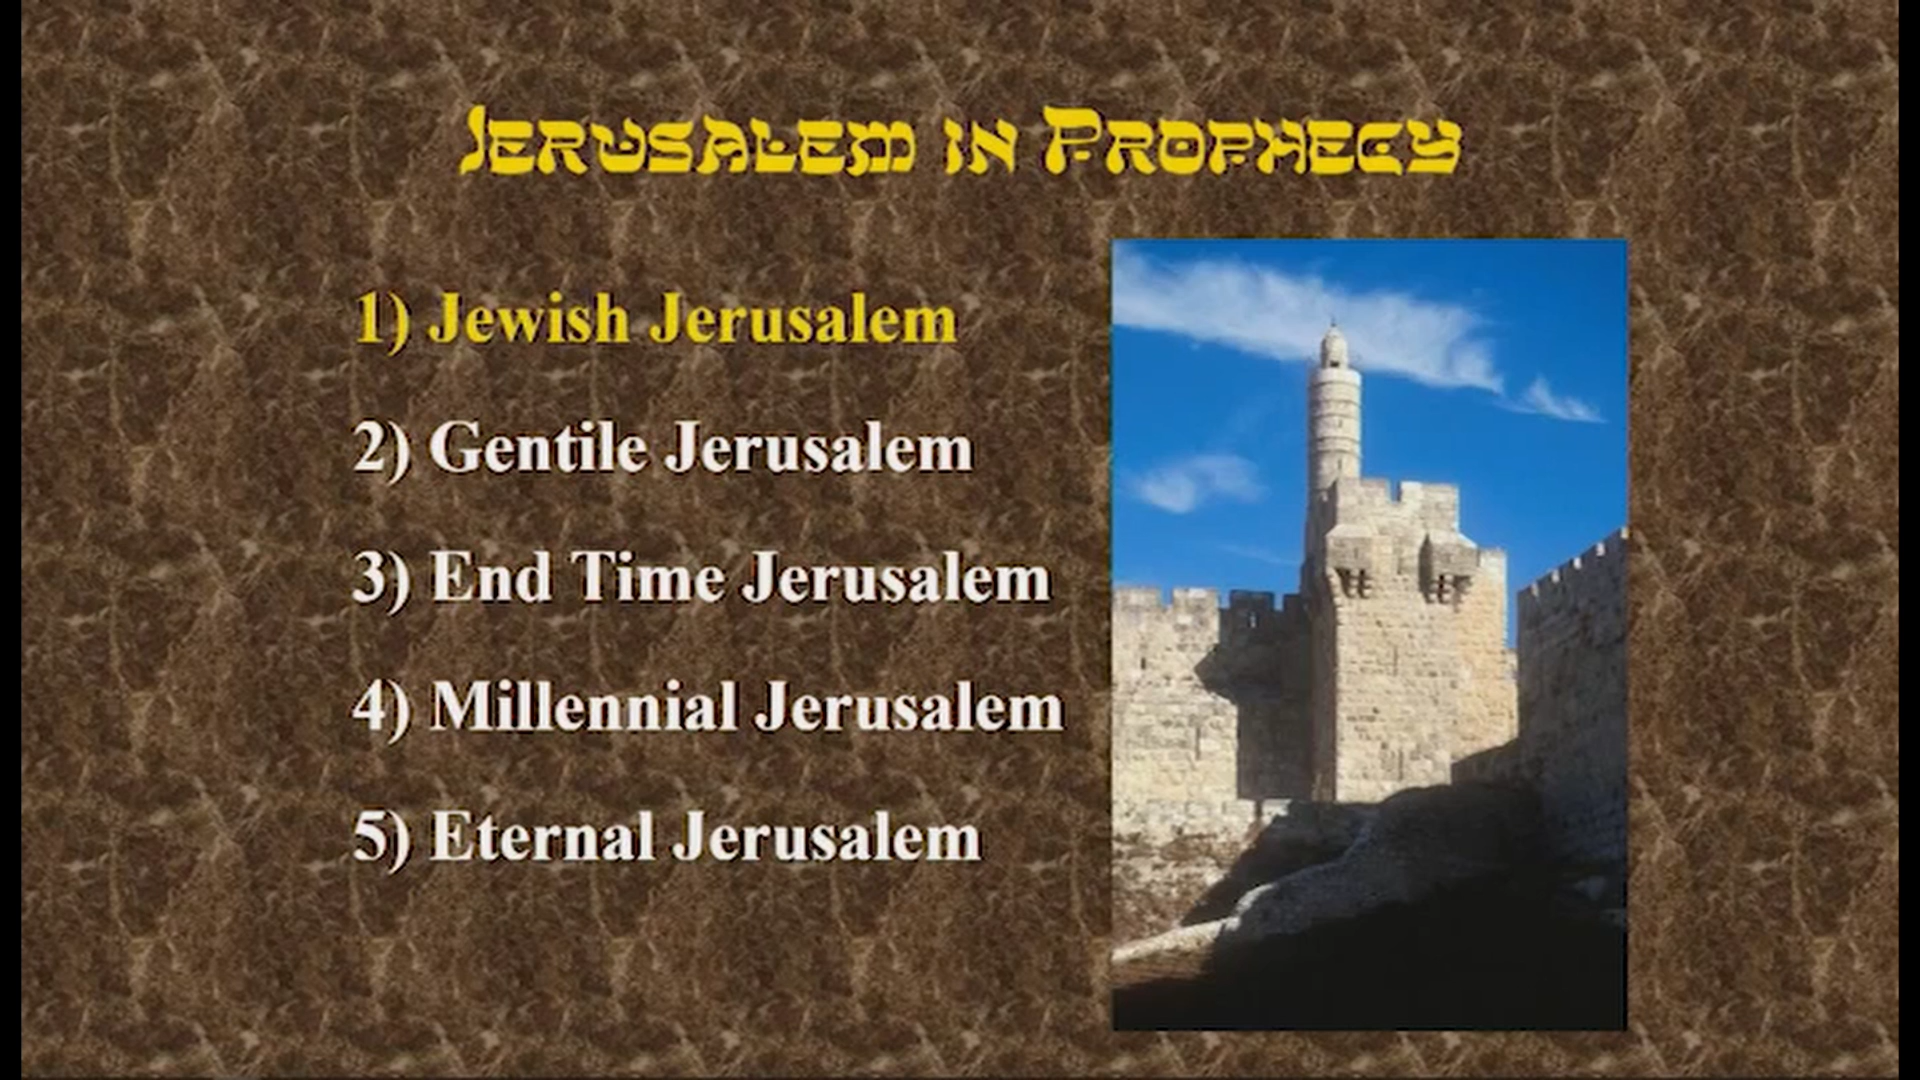 Jerusalem in Prophecy
1) Jewish Jerusalem
2) Gentile Jerusalem
3) End Time Jerusalem
4) Millennial Jerusalem
5) Eternal Jerusalem